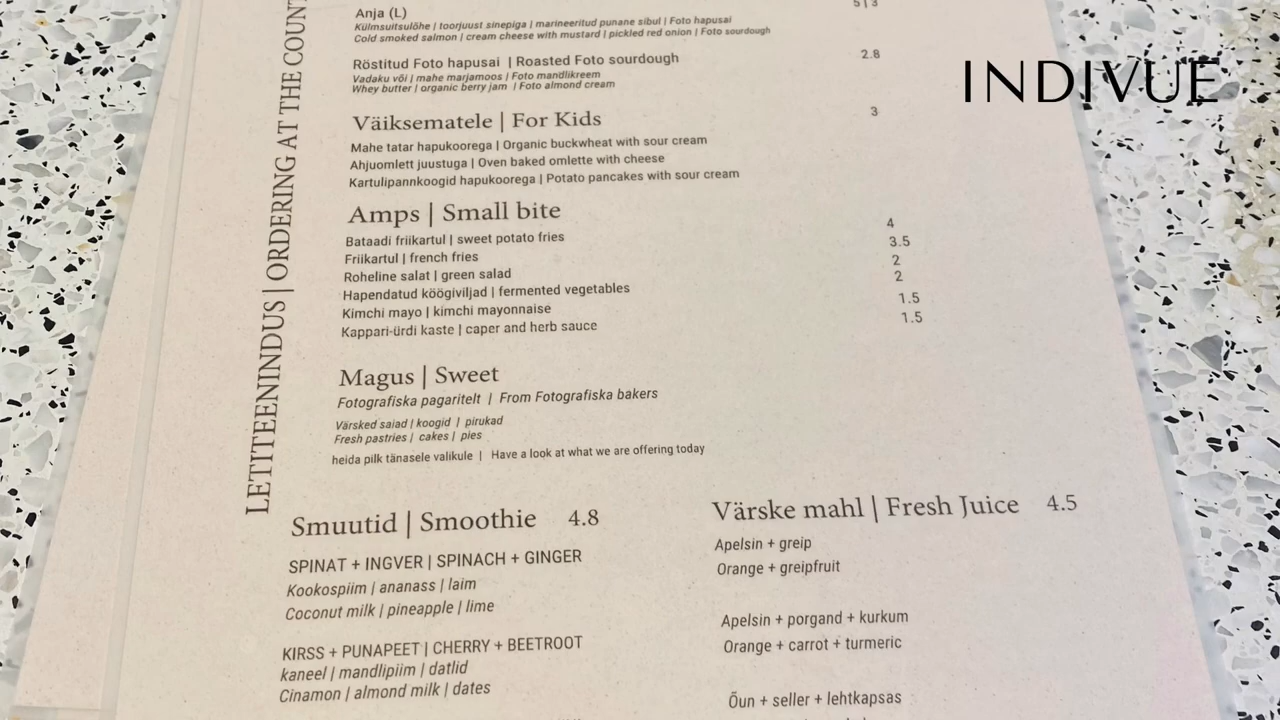 Anja (L) 5 | 3
Külmsuitsulõhe | toorjuust sinepiga | marineeritud punane sibul | Foto hapusai
Cold smoked salmon | cream cheese with mustard | pickled red onion | Foto sourdough
Röstitud Foto hapusai | Roasted Foto sourdough 2.8
Vadaku või | mahe marjamoos | Foto mandlikreem
Whey butter | organic berry jam | Foto almond cream
Väiksematele | For Kids 3
Mahe tatar hapukoorega | Organic buckwheat with sour cream
Ahjuomlett juustuga | Oven baked omlette with cheese
Kartulipannkoogid hapukoorega | Potato pancakes with sour cream
Amps | Small bite
Bataadi friikartul | sweet potato fries 4
Friikartul | french fries 3.5
Roheline salat | green salad 2
Hapendatud köögiviljad | fermented vegetables 2
Kimchi mayo | kimchi mayonnaise 1.5
Kappari-ürdi kaste | caper and herb sauce 1.5
Magus | Sweet
Fotografiska pagaritelt | From Fotografiska bakers
Värsked saiad | koogid | pirukad
Fresh pastries | cakes | pies
heida pilk tänasele valikule | Have a look at what we are offering today
LETITEENINDUS | ORDERING AT THE COUNT
Smuutid | Smoothie 4.8
SPINAT + INGVER | SPINACH + GINGER
Kookospiim | ananass | laim
Coconut milk | pineapple | lime
KIRSS + PUNAPEET | CHERRY + BEETROOT
kaneel | mandlipiim | datlid
Cinamon | almond milk | dates
Värske mahl | Fresh Juice 4.5
Apelsin + greip
Orange + greipfruit
Apelsin + porgand + kurkum
Orange + carrot + turmeric
Õun + seller + lehtkapsas
INDIVUE